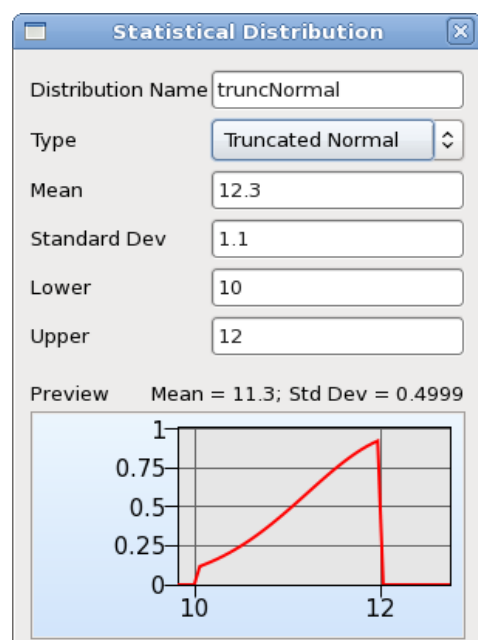 Statistical Distribution
Distribution Name truncNormal
Type Truncated Normal
Mean 12.3
Standard Dev 1.1
Lower 10
Upper 12
Preview Mean = 11.3; Std Dev = 0.4999
1
0.75
0.5
0.25
0
10 12